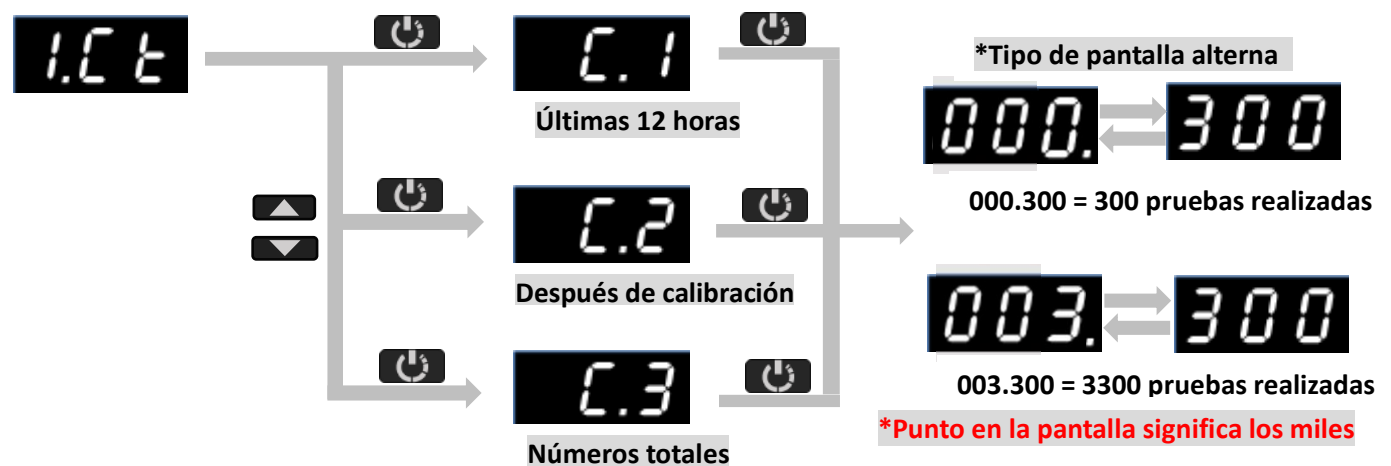 1.Ct
C.1
Últimas 12 horas
C.2
Después de calibración
C.3
Números totales
*Tipo de pantalla alterna
000. 300
000.300 = 300 pruebas realizadas
003. 300
003.300 = 3300 pruebas realizadas
*Punto en la pantalla significa los miles